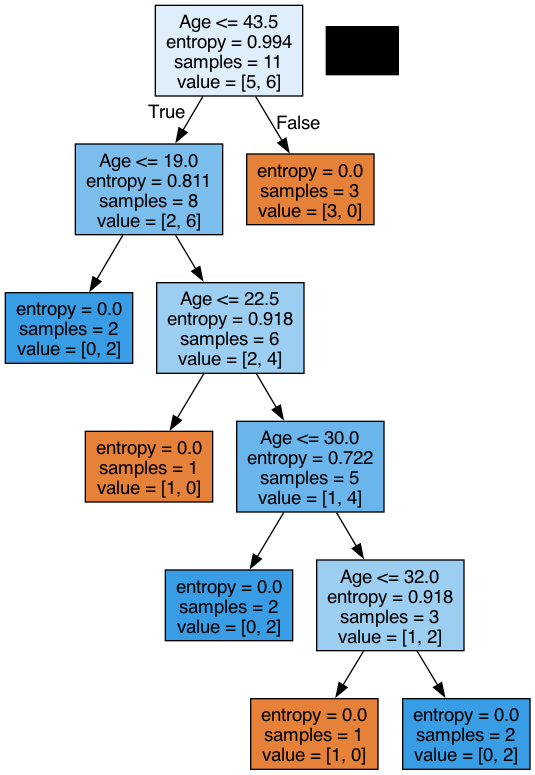 Age <= 43.5
entropy = 0.994
samples = 11
value = [5, 6]
True
False
Age <= 19.0
entropy = 0.811
samples = 8
value = [2, 6]
entropy = 0.0
samples = 3
value = [3, 0]
entropy = 0.0
samples = 2
value = [0, 2]
Age <= 22.5
entropy = 0.918
samples = 6
value = [2, 4]
entropy = 0.0
samples = 1
value = [1, 0]
Age <= 30.0
entropy = 0.722
samples = 5
value = [1, 4]
entropy = 0.0
samples = 2
value = [0, 2]
Age <= 32.0
entropy = 0.918
samples = 3
value = [1, 2]
entropy = 0.0
samples = 1
value = [1, 0]
entropy = 0.0
samples = 2
value = [0, 2]